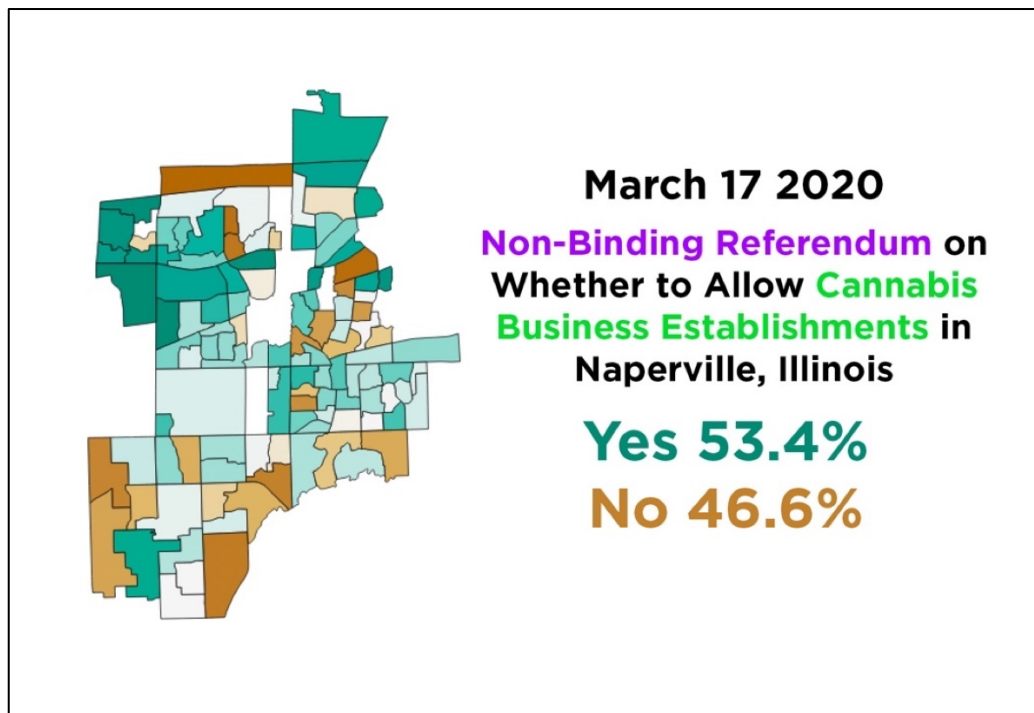 March 17 2020
Non-Binding Referendum on
Whether to Allow Cannabis
Business Establishments in
Naperville, Illinois
Yes 53.4%
No 46.6%